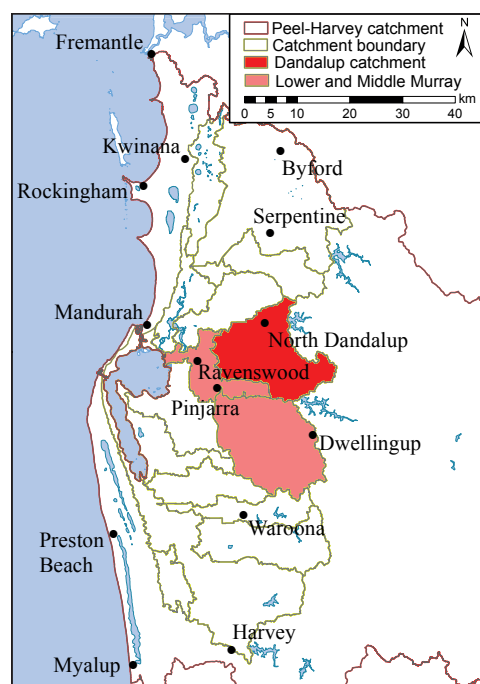 Peel-Harvey catchment
Catchment boundary
Dandalup catchment
Lower and Middle Murray
N
km
0 5 10 20 30 40
Fremantle
Kwinana
Byford
Rockingham
Serpentine
Mandurah
North Dandalup
Ravenswood
Pinjarra
Dwellingup
Waroona
Preston
Beach
Harvey
Myalup